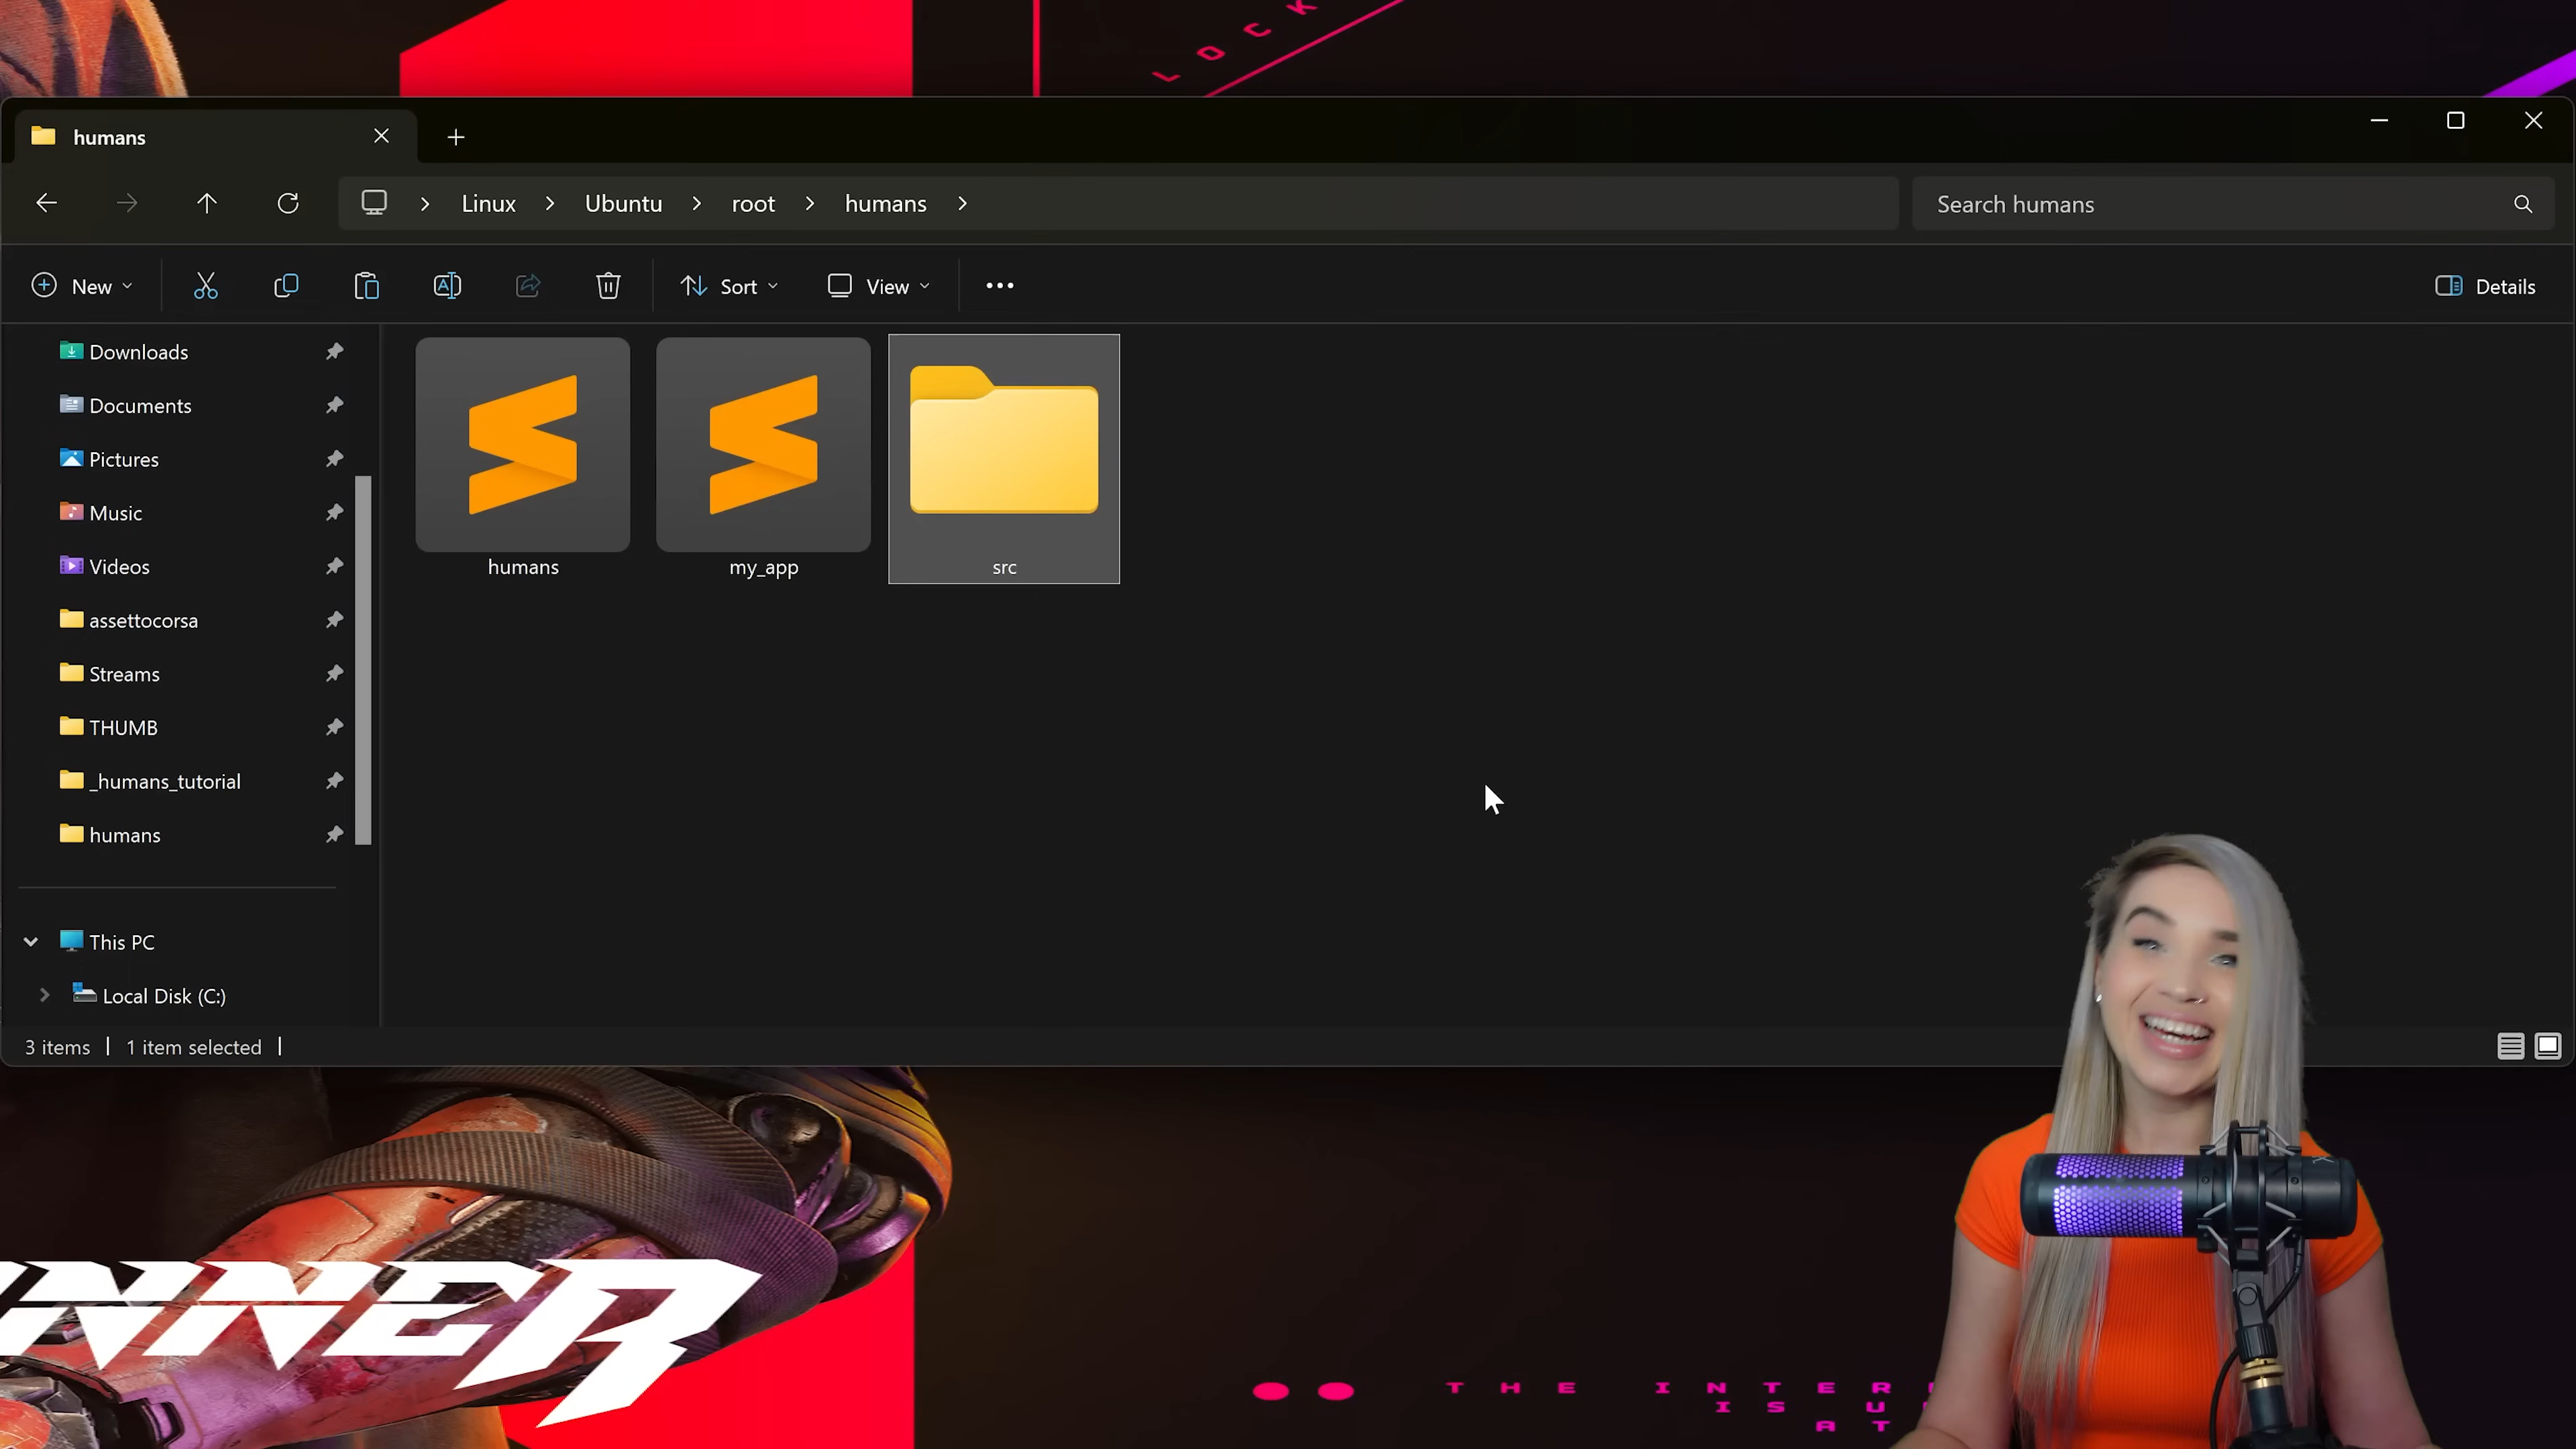 L O C K
humans
Linux
Ubuntu
root
humans
Search humans
New
Sort
View
Details
Downloads
Documents
Pictures
Music
Videos
assettocorsa
Streams
THUMB
_humans_tutorial
humans
This PC
Local Disk (C:)
humans
my_app
src
3 items
1 item selected
NNER
T H E I N T E R
I S U
A T